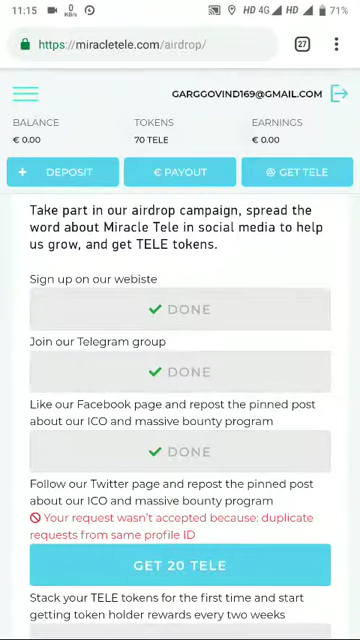 11:15
0
KB/s
HD 4G
HD
71%
https://miracletele.com/airdrop/
27
GARGGOVIND169@GMAIL.COM
BALANCE TOKENS EARNINGS
€ 0.00 70 TELE € 0.00
+ DEPOSIT € PAYOUT GET TELE
Take part in our airdrop campaign, spread the
word about Miracle Tele in social media to help
us grow, and get TELE tokens.
Sign up on our webiste
DONE
Join our Telegram group
DONE
Like our Facebook page and repost the pinned post
about our ICO and massive bounty program
DONE
Follow our Twitter page and repost the pinned post
about our ICO and massive bounty program
Your request wasn't accepted because: duplicate
requests from same profile ID
GET 20 TELE
Stack your TELE tokens for the first time and start
getting token holder rewards every two weeks